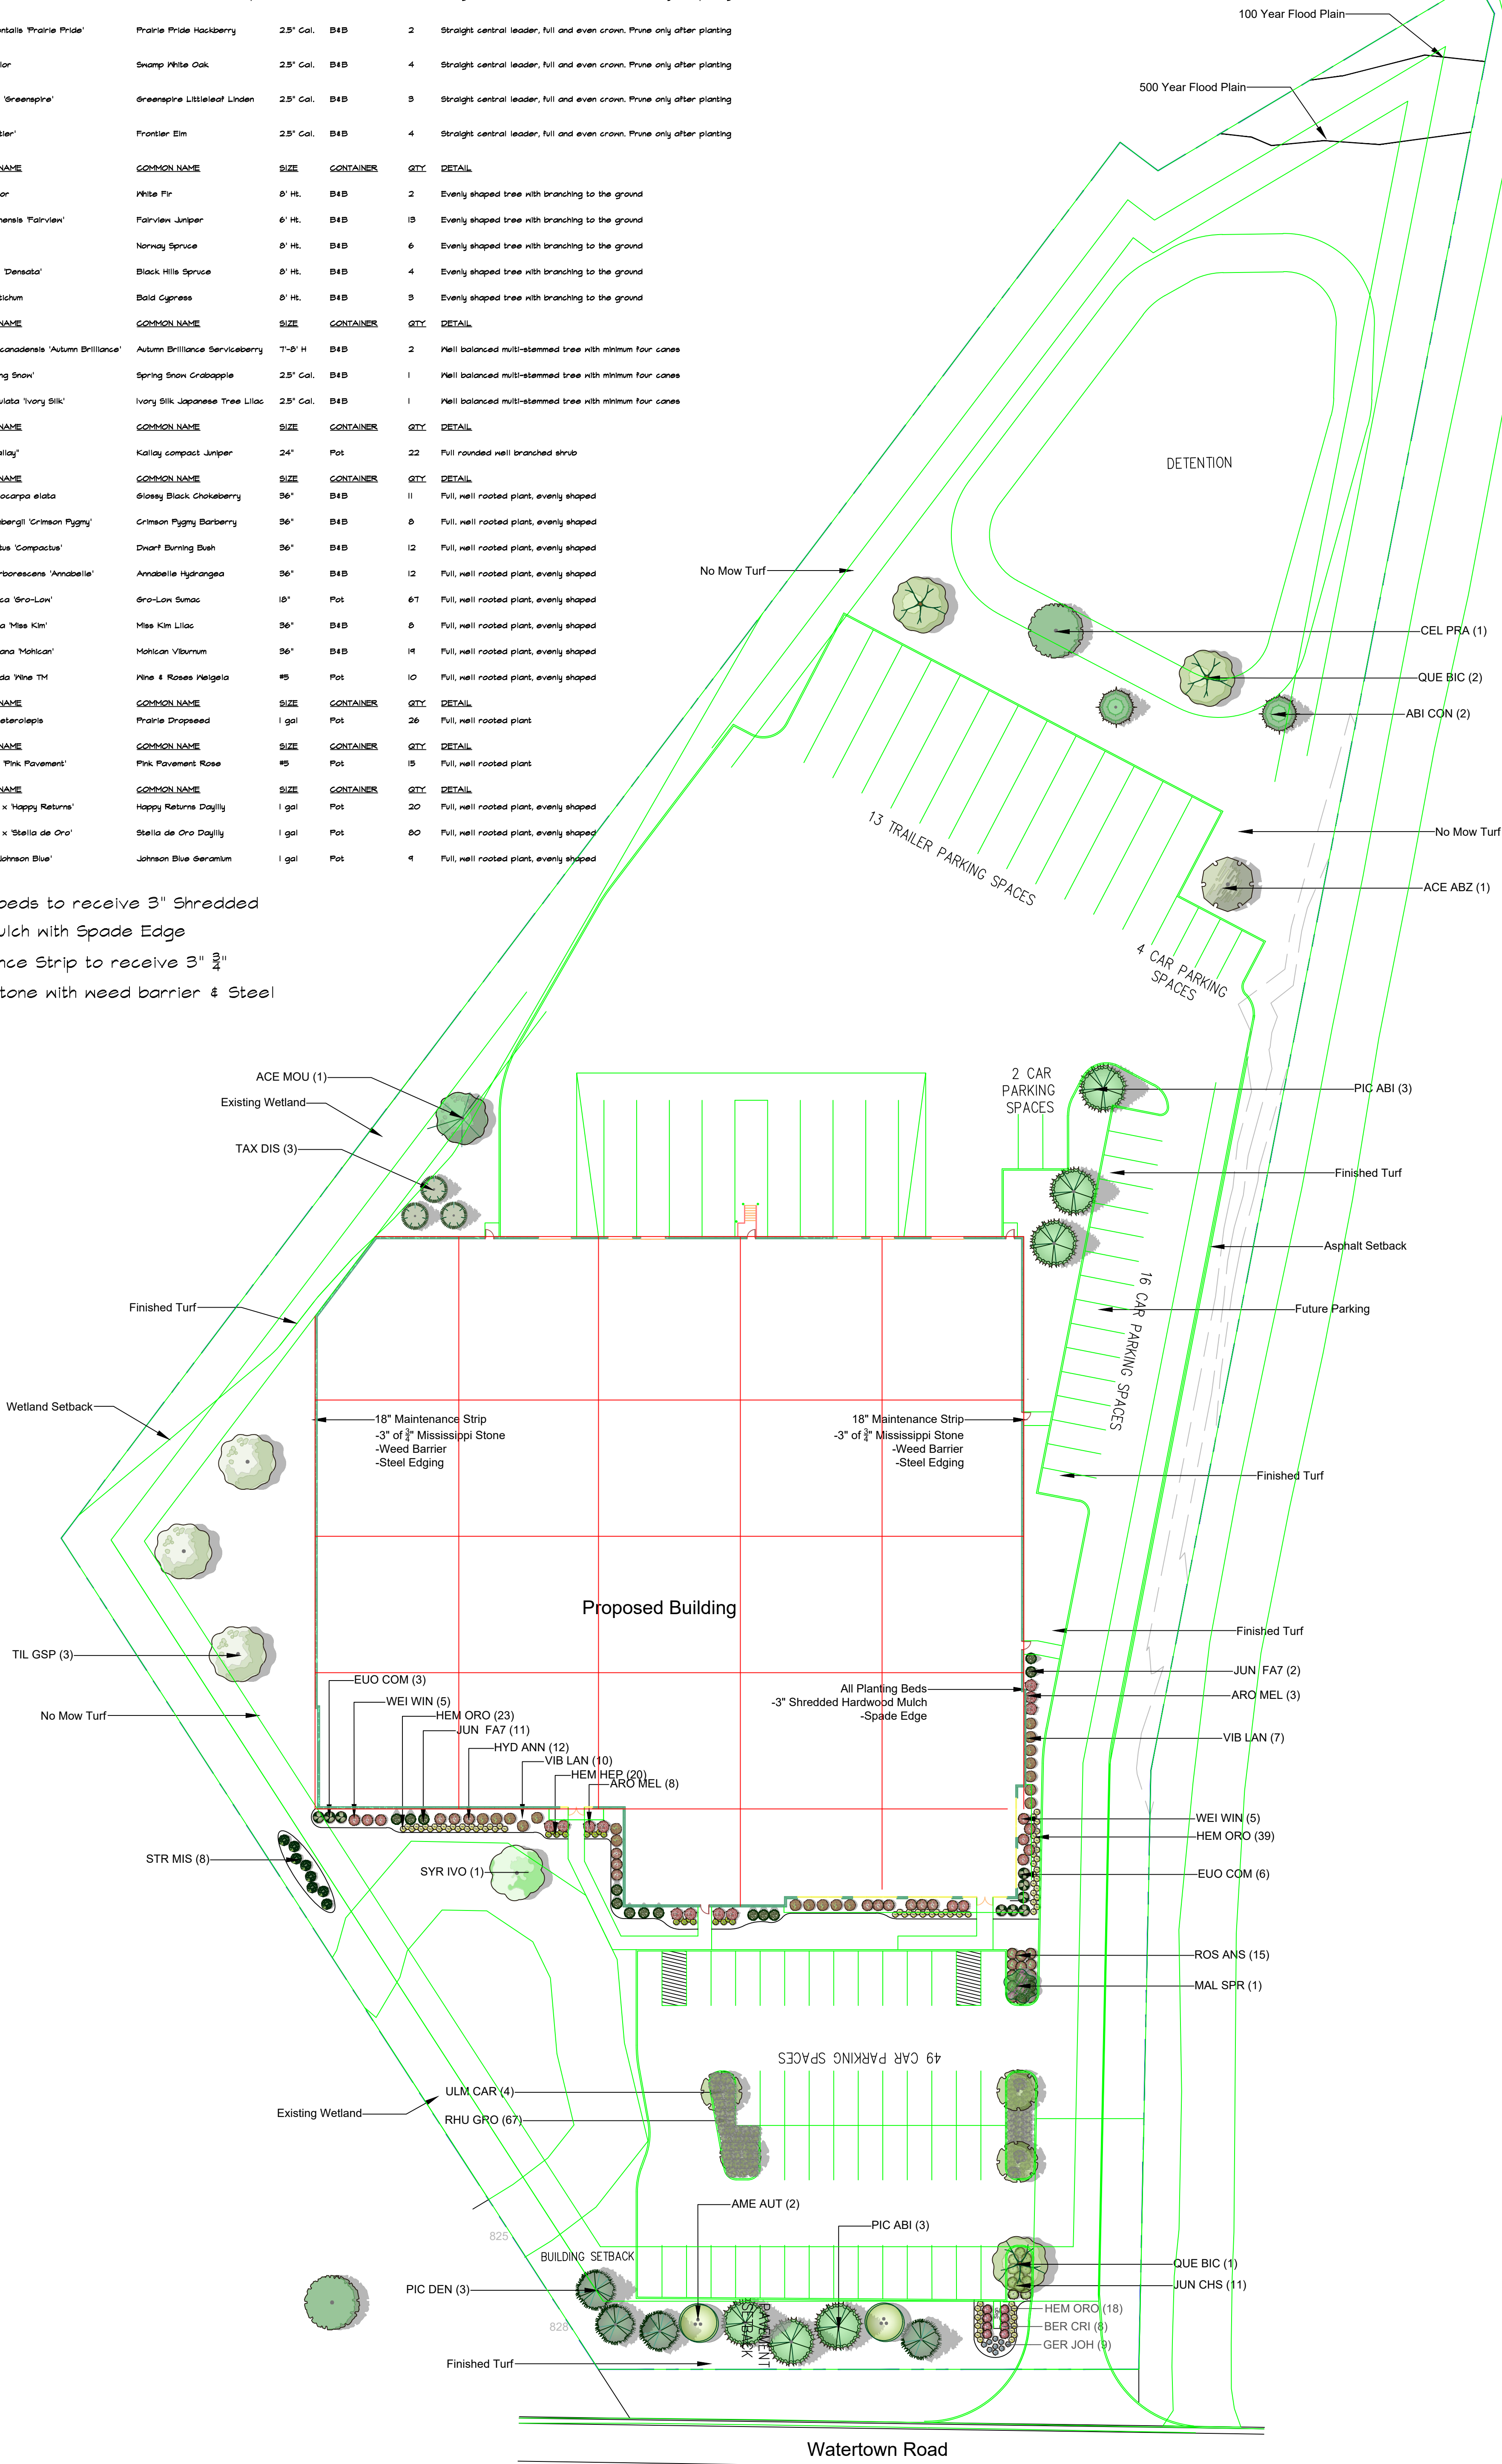 ntalis 'Prairie Pride' Prairie Pride Hackberry 2.5" Cal. B&B 2 Straight central leader, full and even crown. Prune only after planting
lor Swamp White Oak 2.5" Cal. B&B 4 Straight central leader, full and even crown. Prune only after planting
'Greenspire' Greenspire Littleleaf Linden 2.5" Cal. B&B 3 Straight central leader, full and even crown. Prune only after planting
tier' Frontier Elm 2.5" Cal. B&B 4 Straight central leader, full and even crown. Prune only after planting
NAME COMMON NAME SIZE CONTAINER QTY DETAIL
or White Fir 8' Ht. B&B 2 Evenly shaped tree with branching to the ground
nensis 'Fairview' Fairview Juniper 6' Ht. B&B 13 Evenly shaped tree with branching to the ground
Norway Spruce 8' Ht. B&B 6 Evenly shaped tree with branching to the ground
'Densata' Black Hills Spruce 8' Ht. B&B 4 Evenly shaped tree with branching to the ground
tichum Bald Cypress 8' Ht. B&B 3 Evenly shaped tree with branching to the ground
NAME COMMON NAME SIZE CONTAINER QTY DETAIL
canadensis 'Autumn Brilliance' Autumn Brilliance Serviceberry 7'-8' H B&B 2 Well balanced multi-stemmed tree with minimum four canes
ng Snow' Spring Snow Crabapple 2.5" Cal. B&B 1 Well balanced multi-stemmed tree with minimum four canes
ulata 'Ivory Silk' Ivory Silk Japanese Tree Lilac 2.5" Cal. B&B 1 Well balanced multi-stemmed tree with minimum four canes
NAME COMMON NAME SIZE CONTAINER QTY DETAIL
allay" Kallay compact Juniper 24" Pot 22 Full rounded well branched shrub
NAME COMMON NAME SIZE CONTAINER QTY DETAIL
ocarpa elata Glossy Black Chokeberry 36" B&B 11 Full, well rooted plant, evenly shaped
bergii 'Crimson Pygmy' Crimson Pygmy Barberry 36" B&B 8 Full. well rooted plant, evenly shaped
tus 'Compactus' Dwarf Burning Bush 36" B&B 12 Full, well rooted plant, evenly shaped
rborescens 'Annabelle' Annabelle Hydrangea 36" B&B 12 Full, well rooted plant, evenly shaped
ca 'Gro-Low' Gro-Low Sumac 18" Pot 67 Full, well rooted plant, evenly shaped
a 'Miss Kim' Miss Kim Lilac 36" B&B 8 Full, well rooted plant, evenly shaped
ana 'Mohican' Mohican Viburnum 36" B&B 19 Full, well rooted plant, evenly shaped
da 'Wine TM Wine & Roses Weigela #5 Pot 10 Full, well rooted plant, evenly shaped
NAME COMMON NAME SIZE CONTAINER QTY DETAIL
eterolepis Prairie Dropseed 1 gal Pot 26 Full, well rooted plant
NAME COMMON NAME SIZE CONTAINER QTY DETAIL
'Pink Pavement' Pink Pavement Rose #5 Pot 15 Full, well rooted plant
NAME COMMON NAME SIZE CONTAINER QTY DETAIL
x 'Happy Returns' Happy Returns Daylily 1 gal Pot 20 Full, well rooted plant, evenly shaped
x 'Stella de Oro' Stella de Oro Daylily 1 gal Pot 80 Full, well rooted plant, evenly shaped
Johnson Blue' Johnson Blue Geranium 1 gal Pot 9 Full, well rooted plant, evenly shaped
beds to receive 3" Shredded
ulch with Spade Edge
nce Strip to receive 3" 3/4"
tone with weed barrier & Steel
100 Year Flood Plain
500 Year Flood Plain
DETENTION
No Mow Turf
CEL PRA (1)
QUE BIC (2)
ABI CON (2)
13 TRAILER PARKING SPACES
No Mow Turf
ACE ABZ (1)
4 CAR PARKING
SPACES
ACE MOU (1)
Existing Wetland
TAX DIS (3)
2 CAR
PARKING
SPACES
PIC ABI (3)
Finished Turf
Asphalt Setback
Finished Turf
Future Parking
16 CAR PARKING SPACES
Wetland Setback
18" Maintenance Strip
-3" of 3/4" Mississippi Stone
-Weed Barrier
-Steel Edging
18" Maintenance Strip
-3" of 3/4" Mississippi Stone
-Weed Barrier
-Steel Edging
Finished Turf
Proposed Building
Finished Turf
TIL GSP (3)
JUN FA7 (2)
EUO COM (3)
All Planting Beds
-3" Shredded Hardwood Mulch
-Spade Edge
ARO MEL (3)
WEI WIN (5)
No Mow Turf
HEM ORO (23)
JUN FA7 (11)
VIB LAN (7)
HYD ANN (12)
VIB LAN (10)
HEM HEP (20)
ARO MEL (8)
WEI WIN (5)
HEM ORO (39)
STR MIS (8)
SYR IVO (1)
EUO COM (6)
ROS ANS (15)
MAL SPR (1)
49 CAR PARKING SPACES
ULM CAR (4)
Existing Wetland
RHU GRO (67)
AME AUT (2)
PIC ABI (3)
825
BUILDING SETBACK
QUE BIC (1)
PIC DEN (3)
JUN CHS (11)
HEM ORO (18)
828
BER CRI (8)
PAVEMENT
SETBACK
GER JOH (9)
Finished Turf
Watertown Road